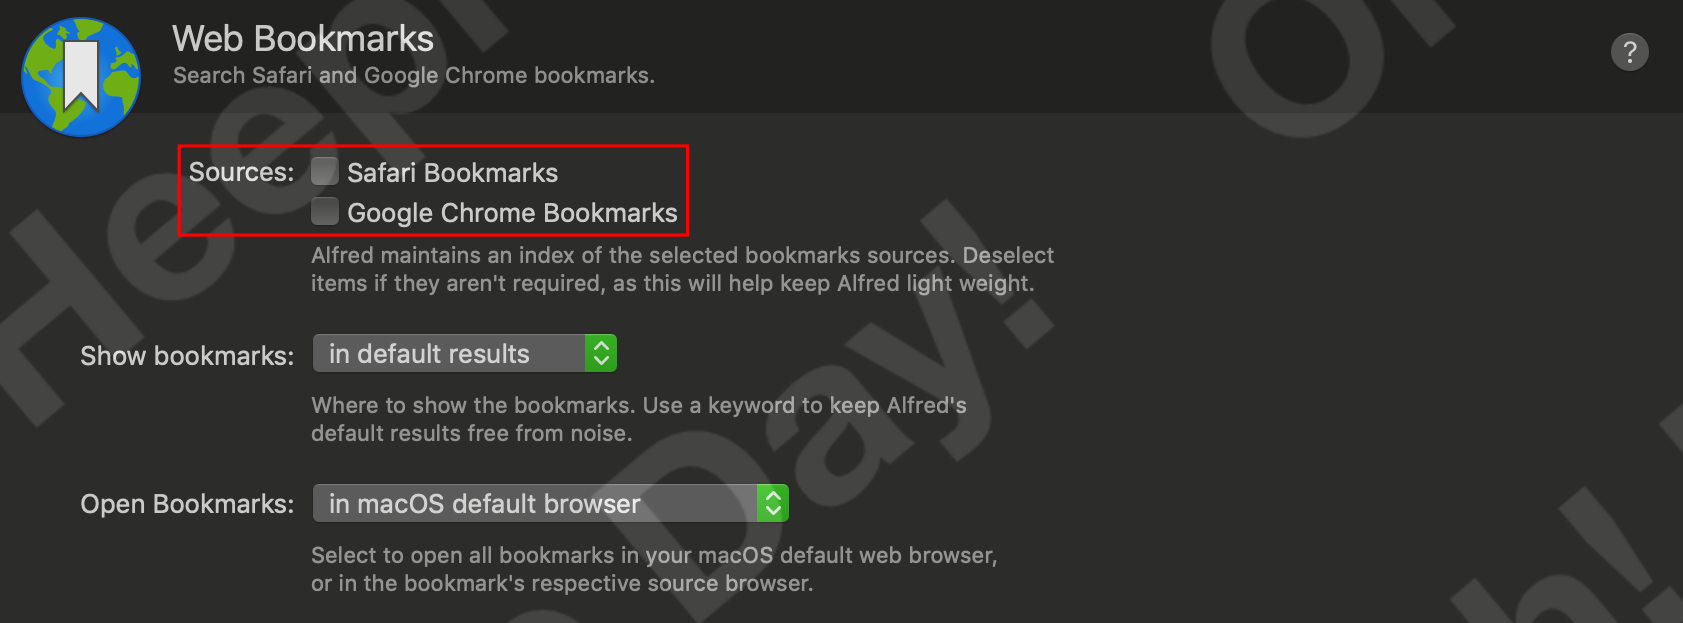 Web Bookmarks
Search Safari and Google Chrome bookmarks.
?
Sources: Safari Bookmarks
Google Chrome Bookmarks
Alfred maintains an index of the selected bookmarks sources. Deselect
items if they aren't required, as this will help keep Alfred light weight.
Show bookmarks: in default results
Where to show the bookmarks. Use a keyword to keep Alfred's
default results free from noise.
Open Bookmarks: in macOS default browser
Select to open all bookmarks in your macOS default web browser,
or in the bookmark's respective source browser.
Day!